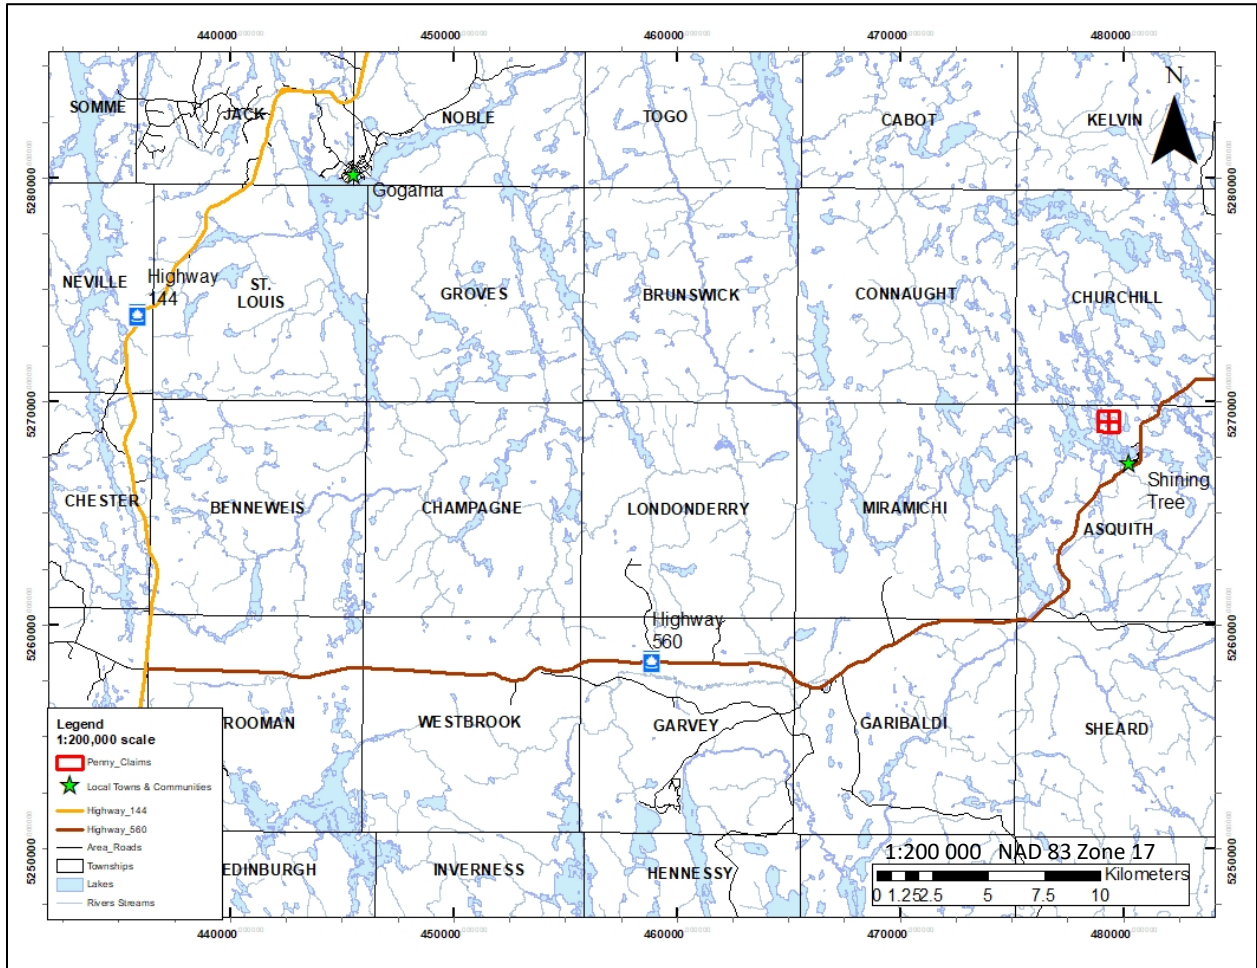 440000
450000
460000
470000
480000
N
SOMME
JACK
NOBLE
TOGO
CABOT
KELVIN
5280000
5280000
Gogama
NEVILLE
Highway
144
ST.
LOUIS
GROVES
BRUNSWICK
CONNAUGHT
CHURCHILL
5270000
5270000
CHESTER
BENNEWEIS
CHAMPAGNE
LONDONDERRY
MIRAMICHI
Shining
Tree
ASQUITH
5260000
5260000
Highway
560
ROOMAN
WESTBROOK
GARVEY
GARIBALDI
SHEARD
Legend
1:200,000 scale
Penny_Claims
Local Towns & Communities
Highway_144
Highway_560
Area_Roads
Townships
Lakes
Rivers Streams
5250000
5250000
EDINBURGH
INVERNESS
HENNESSY
1:200 000 NAD 83 Zone 17
Kilometers
0 1.25 2.5 5 7.5 10
440000
450000
460000
470000
480000